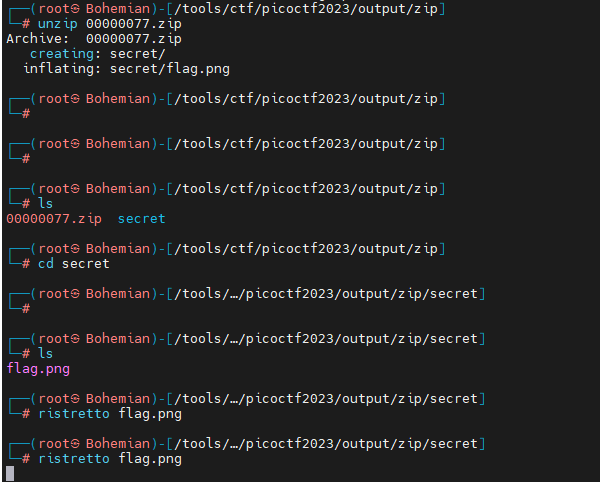 ┌──(root㉿Bohemian)-[/tools/ctf/picoctf2023/output/zip]
└─# unzip 00000077.zip
Archive:  00000077.zip
   creating: secret/
  inflating: secret/flag.png
┌──(root㉿Bohemian)-[/tools/ctf/picoctf2023/output/zip]
└─#
┌──(root㉿Bohemian)-[/tools/ctf/picoctf2023/output/zip]
└─#
┌──(root㉿Bohemian)-[/tools/ctf/picoctf2023/output/zip]
└─# ls
00000077.zip  secret
┌──(root㉿Bohemian)-[/tools/ctf/picoctf2023/output/zip]
└─# cd secret
┌──(root㉿Bohemian)-[/tools/…/picoctf2023/output/zip/secret]
└─#
┌──(root㉿Bohemian)-[/tools/…/picoctf2023/output/zip/secret]
└─# ls
flag.png
┌──(root㉿Bohemian)-[/tools/…/picoctf2023/output/zip/secret]
└─# ristretto flag.png
┌──(root㉿Bohemian)-[/tools/…/picoctf2023/output/zip/secret]
└─# ristretto flag.png